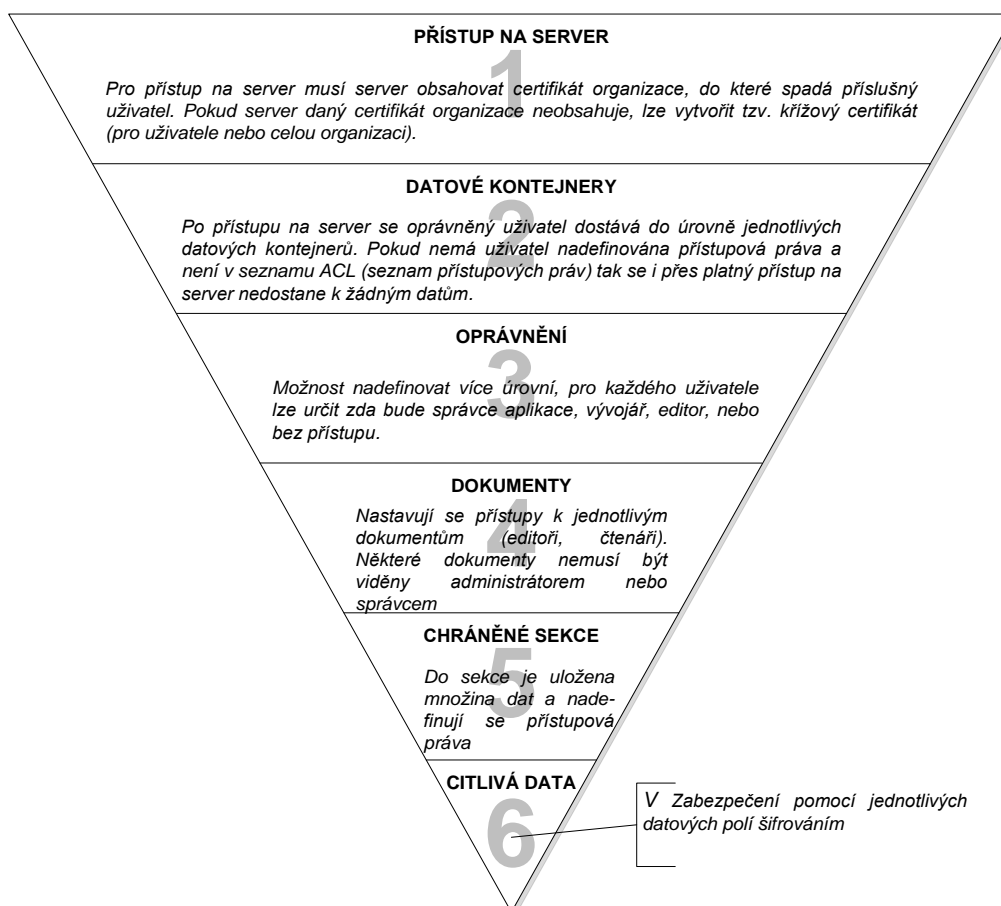 PŘÍSTUP NA SERVER
1
Pro přístup na server musí server obsahovat certifikát organizace, do které spadá příslušný
uživatel. Pokud server daný certifikát organizace neobsahuje, lze vytvořit tzv. křížový certifikát
(pro uživatele nebo celou organizaci).
DATOVÉ KONTEJNERY
2
Po přístupu na server se oprávněný uživatel dostává do úrovně jednotlivých
datových kontejnerů. Pokud nemá uživatel nadefinována přístupová práva a
není v seznamu ACL (seznam přístupových práv) tak se i přes platný přístup na
server nedostane k žádným datům.
OPRÁVNĚNÍ
3
Možnost nadefinovat více úrovní, pro každého uživatele
lze určit zda bude správce aplikace, vývojář, editor, nebo
bez přístupu.
DOKUMENTY
4
Nastavují se přístupy k jednotlivým
dokumentům (editoři, čtenáři).
Některé dokumenty nemusí být
viděny administrátorem nebo
správcem
CHRÁNĚNÉ SEKCE
5
Do sekce je uložena
množina dat a nade-
finují se přístupová
práva
CITLIVÁ DATA
6
V Zabezpečení pomocí jednotlivých
datových polí šifrováním